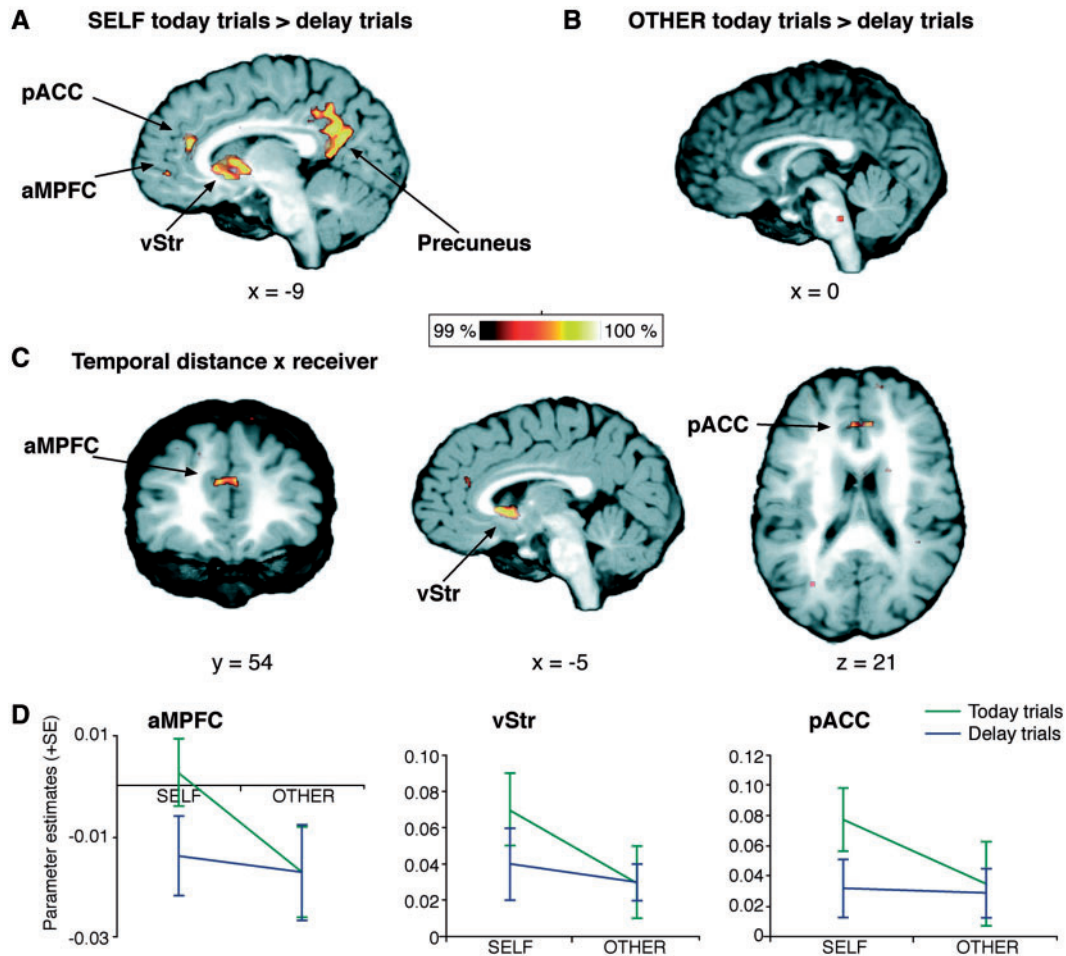 A SELF today trials > delay trials
B OTHER today trials > delay trials
pACC
aMPFC
vStr
Precuneus
x = -9
x = 0
99 % 100 %
C Temporal distance x receiver
aMPFC
vStr
pACC
y = 54
x = -5
z = 21
D
Parameter estimates (+SE)
aMPFC
0.01
-0.01
-0.03
SELF OTHER
vStr
0.10
0.08
0.06
0.04
0.02
0
SELF OTHER
pACC
0.12
0.10
0.08
0.06
0.04
0.02
0
SELF OTHER
Today trials
Delay trials